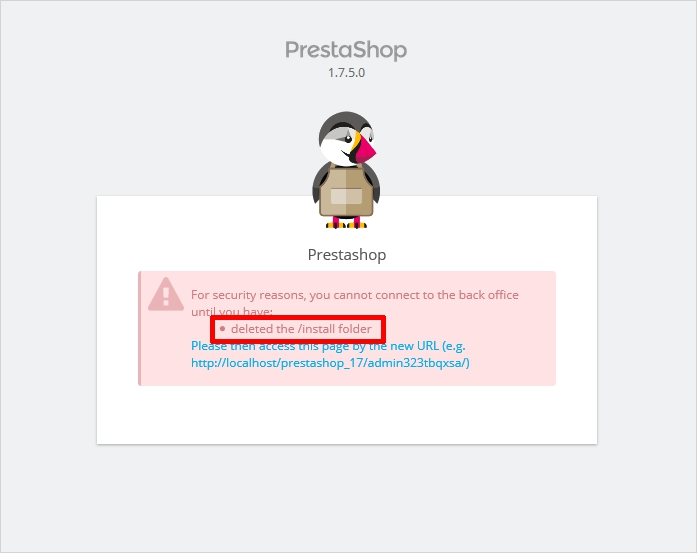 PrestaShop
1.7.5.0
Prestashop
For security reasons, you cannot connect to the back office
until you have:
• deleted the /install folder
Please then access this page by the new URL (e.g.
http://localhost/prestashop_17/admin323tbqxsa/)